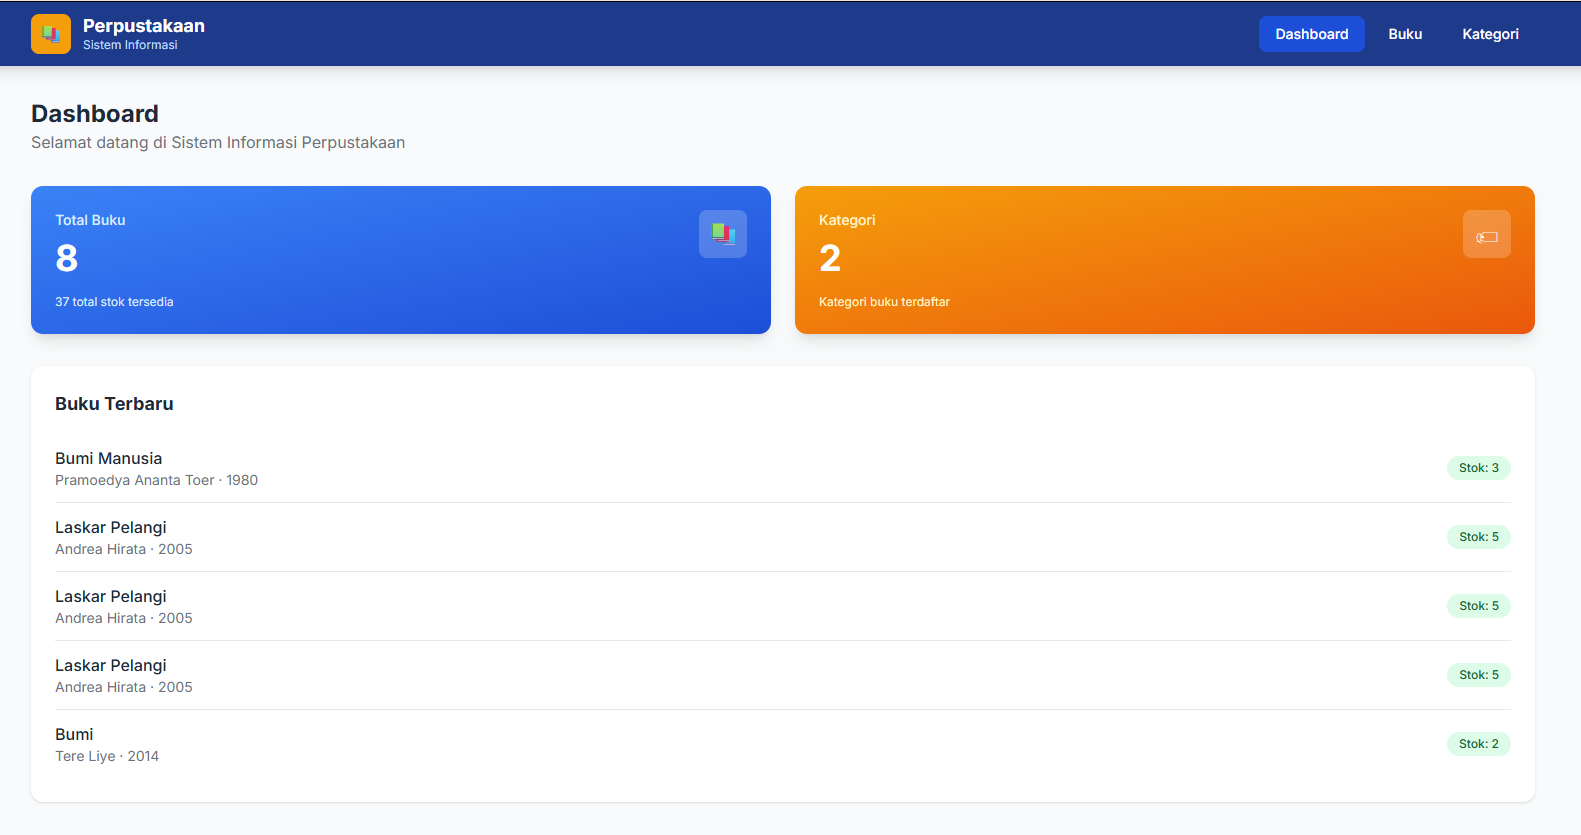 Perpustakaan
Sistem Informasi
Dashboard
Buku
Kategori
Dashboard
Selamat datang di Sistem Informasi Perpustakaan
Total Buku
8
37 total stok tersedia
Kategori
2
Kategori buku terdaftar
Buku Terbaru
Bumi Manusia
Pramoedya Ananta Toer · 1980
Stok: 3
Laskar Pelangi
Andrea Hirata · 2005
Stok: 5
Laskar Pelangi
Andrea Hirata · 2005
Stok: 5
Laskar Pelangi
Andrea Hirata · 2005
Stok: 5
Bumi
Tere Liye · 2014
Stok: 2